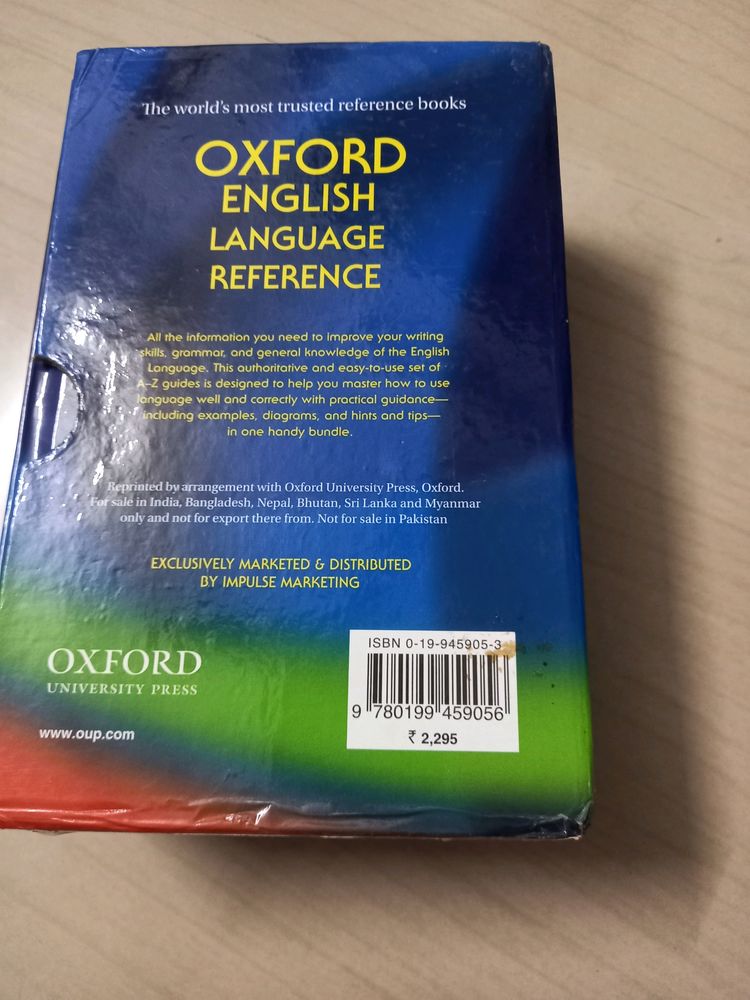 The world's most trusted reference books
OXFORD
ENGLISH
LANGUAGE
REFERENCE
All the information you need to improve your writing
skills, grammar, and general knowledge of the English
Language. This authoritative and easy-to-use set of
A–Z guides is designed to help you master how to use
language well and correctly with practical guidance—
including examples, diagrams, and hints and tips—
in one handy bundle.
Reprinted by arrangement with Oxford University Press, Oxford.
For sale in India, Bangladesh, Nepal, Bhutan, Sri Lanka and Myanmar
only and not for export there from. Not for sale in Pakistan
EXCLUSIVELY MARKETED & DISTRIBUTED
BY IMPULSE MARKETING
OXFORD
UNIVERSITY PRESS
www.oup.com
ISBN 0-19-945905-3
9 780199 459056
₹ 2,295